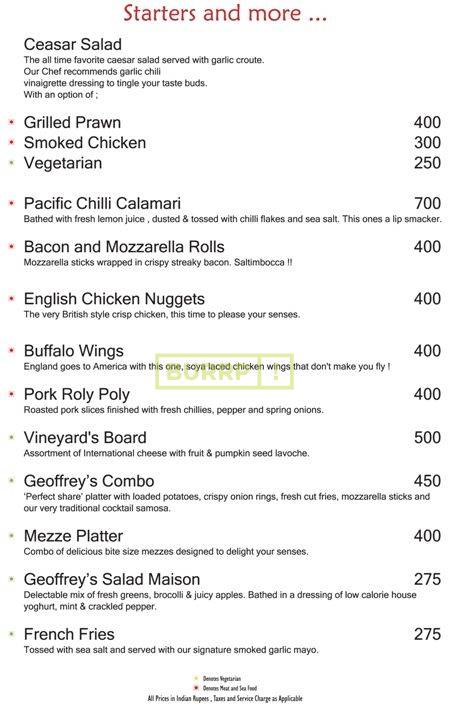 Starters and more ...
Ceasar Salad
The all time favorite caesar salad served with garlic croute.
Our Chef recommends garlic chili
vinaigrette dressing to tingle your taste buds.
With an option of ;
Grilled Prawn 400
Smoked Chicken 300
Vegetarian 250
Pacific Chilli Calamari 700
Bathed with fresh lemon juice , dusted & tossed with chilli flakes and sea salt. This ones a lip smacker.
Bacon and Mozzarella Rolls 400
Mozzarella sticks wrapped in crispy streaky bacon. Saltimbocca !!
English Chicken Nuggets 400
The very British style crisp chicken, this time to please your senses.
Buffalo Wings 400
England goes to America with this one, soya laced chicken wings that don't make you fly !
BURRP !
Pork Roly Poly 400
Roasted pork slices finished with fresh chillies, pepper and spring onions.
Vineyard's Board 500
Assortment of International cheese with fruit & pumpkin seed lavoche.
Geoffrey's Combo 450
'Perfect share' platter with loaded potatoes, crispy onion rings, fresh cut fries, mozzarella sticks and
our very traditional cocktail samosa.
Mezze Platter 400
Combo of delicious bite size mezzes designed to delight your senses.
Geoffrey's Salad Maison 275
Delectable mix of fresh greens, brocolli & juicy apples. Bathed in a dressing of low calorie house
yoghurt, mint & crackled pepper.
French Fries 275
Tossed with sea salt and served with our signature smoked garlic mayo.
Denotes Vegetarian
Denotes Meat and Sea Food
All Prices in Indian Rupees , Taxes and Service Charge as Applicable